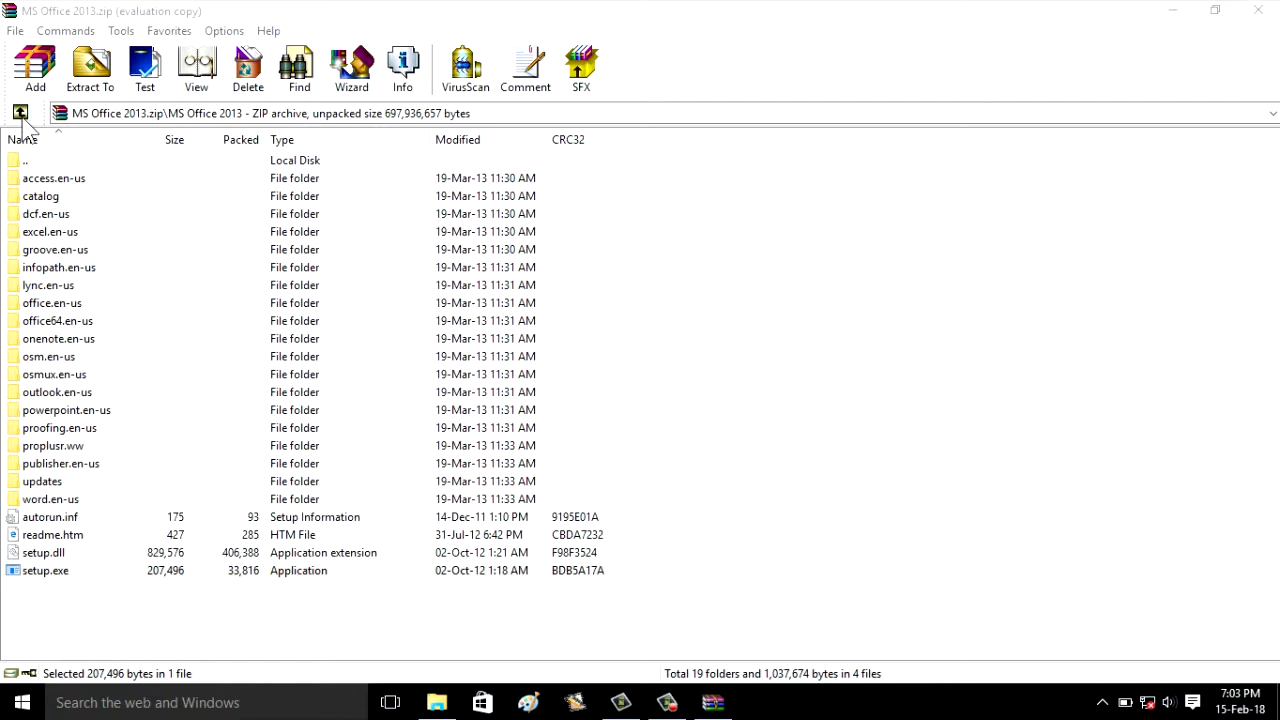 MS Office 2013.zip (evaluation copy)
File Commands Tools Favorites Options Help
Add Extract To Test View Delete Find Wizard Info VirusScan Comment SFX
MS Office 2013.zip\MS Office 2013 - ZIP archive, unpacked size 697,936,657 bytes
Name Size Packed Type Modified CRC32
.. Local Disk
access.en-us File folder 19-Mar-13 11:30 AM
catalog File folder 19-Mar-13 11:30 AM
dcf.en-us File folder 19-Mar-13 11:30 AM
excel.en-us File folder 19-Mar-13 11:30 AM
groove.en-us File folder 19-Mar-13 11:30 AM
infopath.en-us File folder 19-Mar-13 11:31 AM
lync.en-us File folder 19-Mar-13 11:31 AM
office.en-us File folder 19-Mar-13 11:31 AM
office64.en-us File folder 19-Mar-13 11:31 AM
onenote.en-us File folder 19-Mar-13 11:31 AM
osm.en-us File folder 19-Mar-13 11:31 AM
osmux.en-us File folder 19-Mar-13 11:31 AM
outlook.en-us File folder 19-Mar-13 11:31 AM
powerpoint.en-us File folder 19-Mar-13 11:31 AM
proofing.en-us File folder 19-Mar-13 11:31 AM
proplusr.ww File folder 19-Mar-13 11:33 AM
publisher.en-us File folder 19-Mar-13 11:33 AM
updates File folder 19-Mar-13 11:33 AM
word.en-us File folder 19-Mar-13 11:33 AM
autorun.inf 175 93 Setup Information 14-Dec-11 1:10 PM 9195E01A
readme.htm 427 285 HTM File 31-Jul-12 6:42 PM CBDA7232
setup.dll 829,576 406,388 Application extension 02-Oct-12 1:21 AM F98F3524
setup.exe 207,496 33,816 Application 02-Oct-12 1:18 AM BDB5A17A
Selected 207,496 bytes in 1 file Total 19 folders and 1,037,674 bytes in 4 files
Search the web and Windows
7:03 PM
15-Feb-18